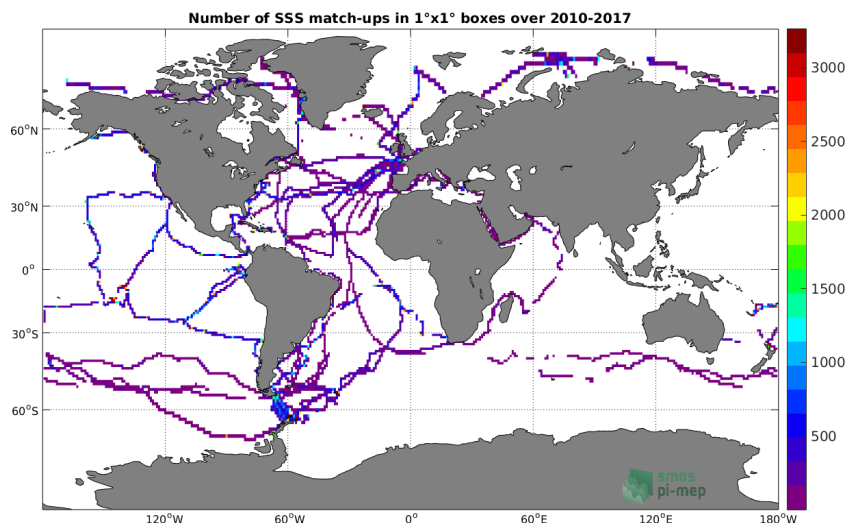 Number of SSS match-ups in 1°x1° boxes over 2010-2017
60°N
30°N
0°
30°S
60°S
120°W
60°W
0°
60°E
120°E
180°W
3000
2500
2000
1500
1000
500
smos
pi-mep